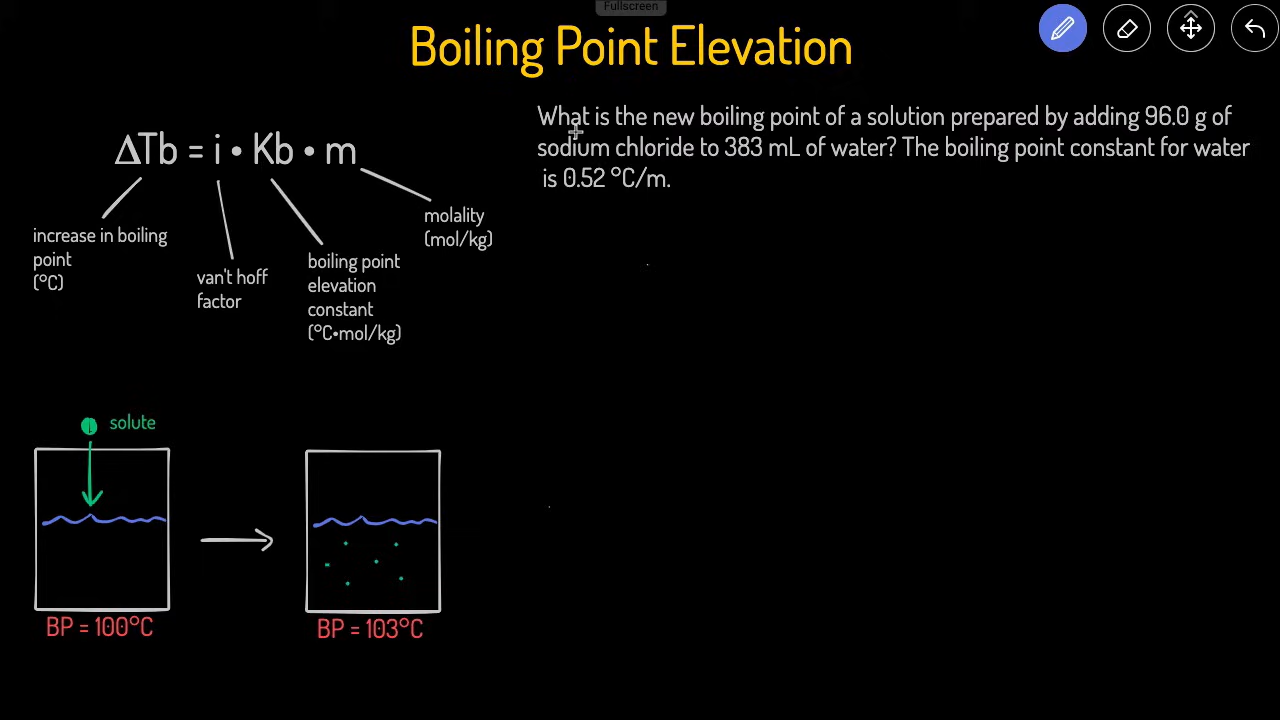 Fullscreen
Boiling Point Elevation
ΔTb = i • Kb • m
increase in boiling
point
(°C)
van't hoff
factor
boiling point
elevation
constant
(°C•mol/kg)
molality
(mol/kg)
What is the new boiling point of a solution prepared by adding 96.0 g of
sodium chloride to 383 mL of water? The boiling point constant for water
is 0.52 °C/m.
solute
BP = 100°C
BP = 103°C